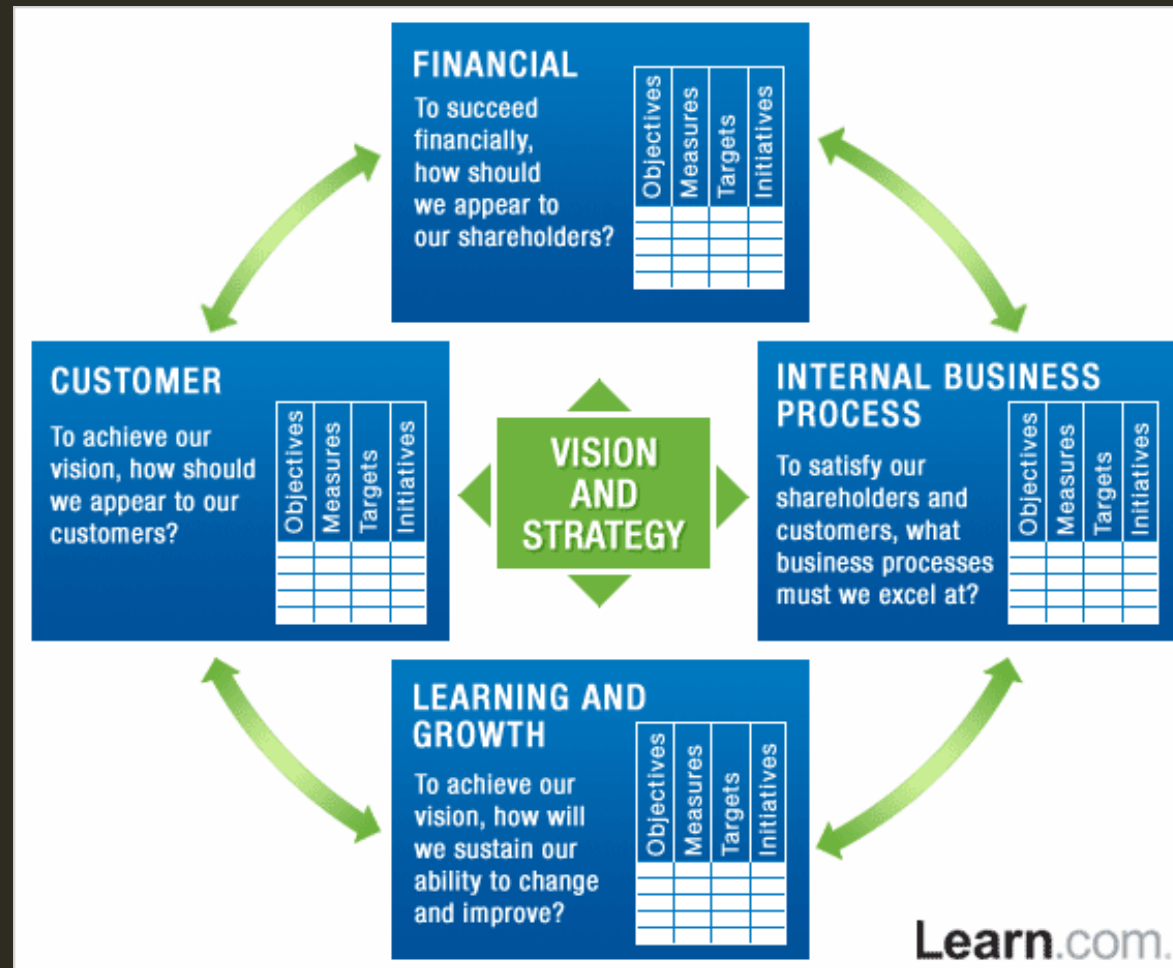 FINANCIAL
To succeed
financially,
how should
we appear to
our shareholders?
Objectives
Measures
Targets
Initiatives
CUSTOMER
To achieve our
vision, how should
we appear to our
customers?
Objectives
Measures
Targets
Initiatives
VISION
AND
STRATEGY
INTERNAL BUSINESS
PROCESS
To satisfy our
shareholders and
customers, what
business processes
must we excel at?
Objectives
Measures
Targets
Initiatives
LEARNING AND
GROWTH
To achieve our
vision, how will
we sustain our
ability to change
and improve?
Objectives
Measures
Targets
Initiatives
Learn.com.